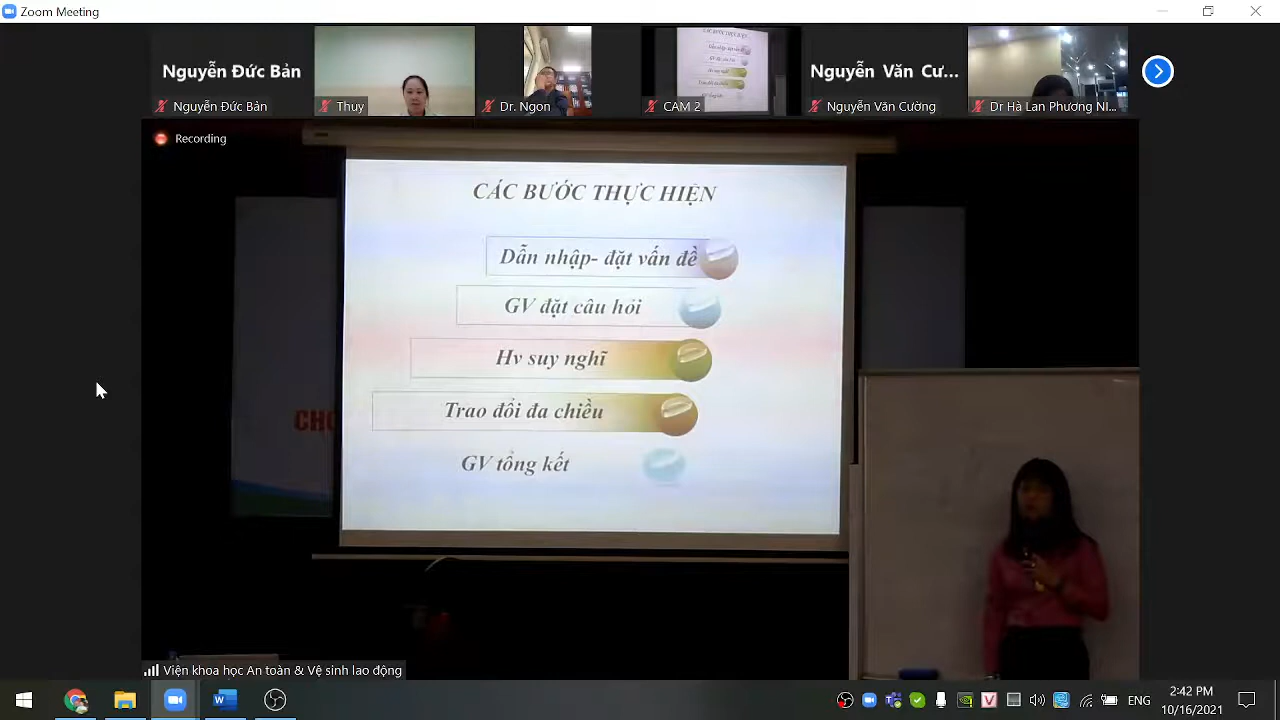 Zoom Meeting
Nguyễn Đức Bản
Nguyễn Văn Cư...
Nguyễn Đức Bản
Thuy
Dr. Ngon
CAM 2
Nguyễn Văn Cường
Dr Hà Lan Phương NI...
Recording
CÁC BƯỚC THỰC HIỆN
Dẫn nhập- đặt vấn đề
GV đặt câu hỏi
Hv suy nghĩ
Trao đổi đa chiều
GV tổng kết
CHO
Viện khoa học An toàn & Vệ sinh lao động
ENG
2:42 PM
10/16/2021